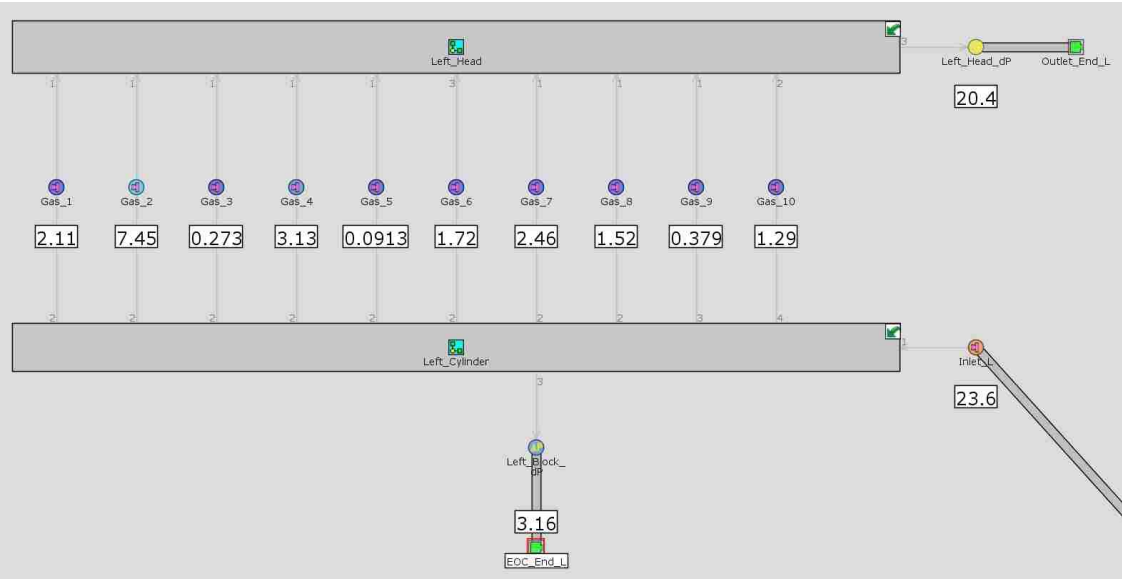 Left_Head
3
Left_Head_dP
Outlet_End_L
20.4
1 1 1 1 1 3 1 1 1 2
Gas_1 Gas_2 Gas_3 Gas_4 Gas_5 Gas_6 Gas_7 Gas_8 Gas_9 Gas_10
2.11 7.45 0.273 3.13 0.0913 1.72 2.46 1.52 0.379 1.29
2 2 2 2 2 2 2 2 3 4
Left_Cylinder
1
Inlet_L
23.6
3
Left_Block_
dP
3.16
EOC_End_L